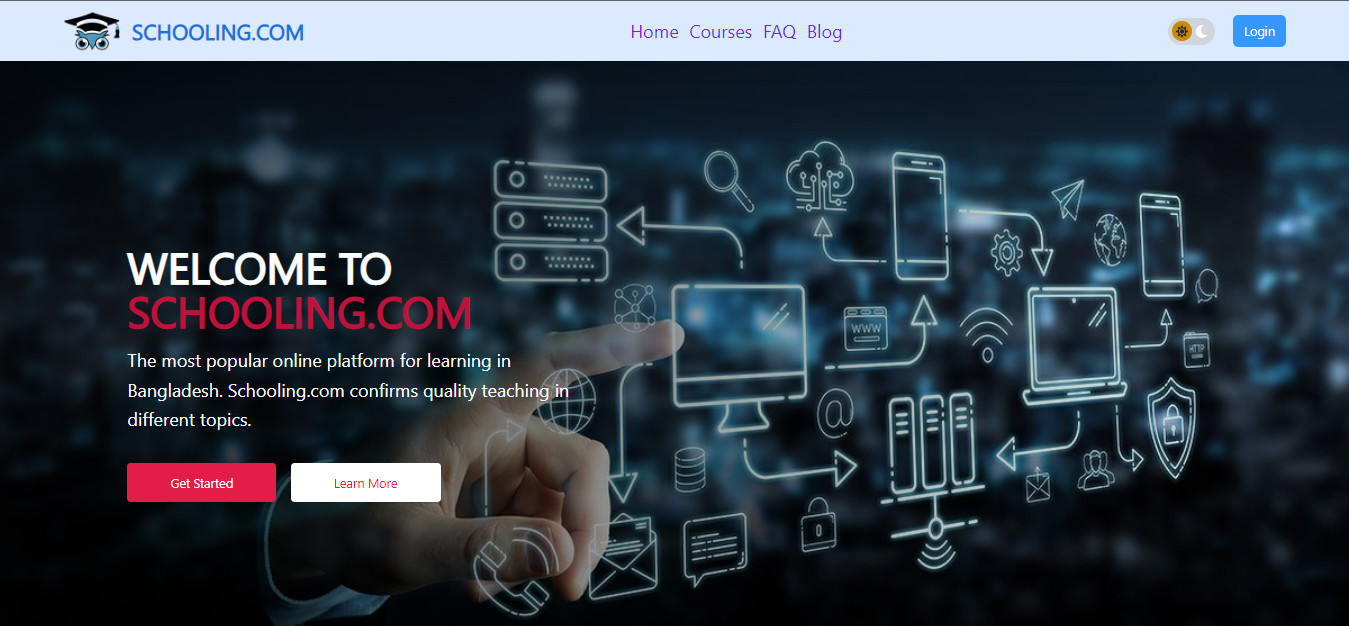 SCHOOLING.COM
Home Courses FAQ Blog
Login
WELCOME TO
SCHOOLING.COM
The most popular online platform for learning in
Bangladesh. Schooling.com confirms quality teaching in
different topics.
Get Started
Learn More
WWW
HTTP
@